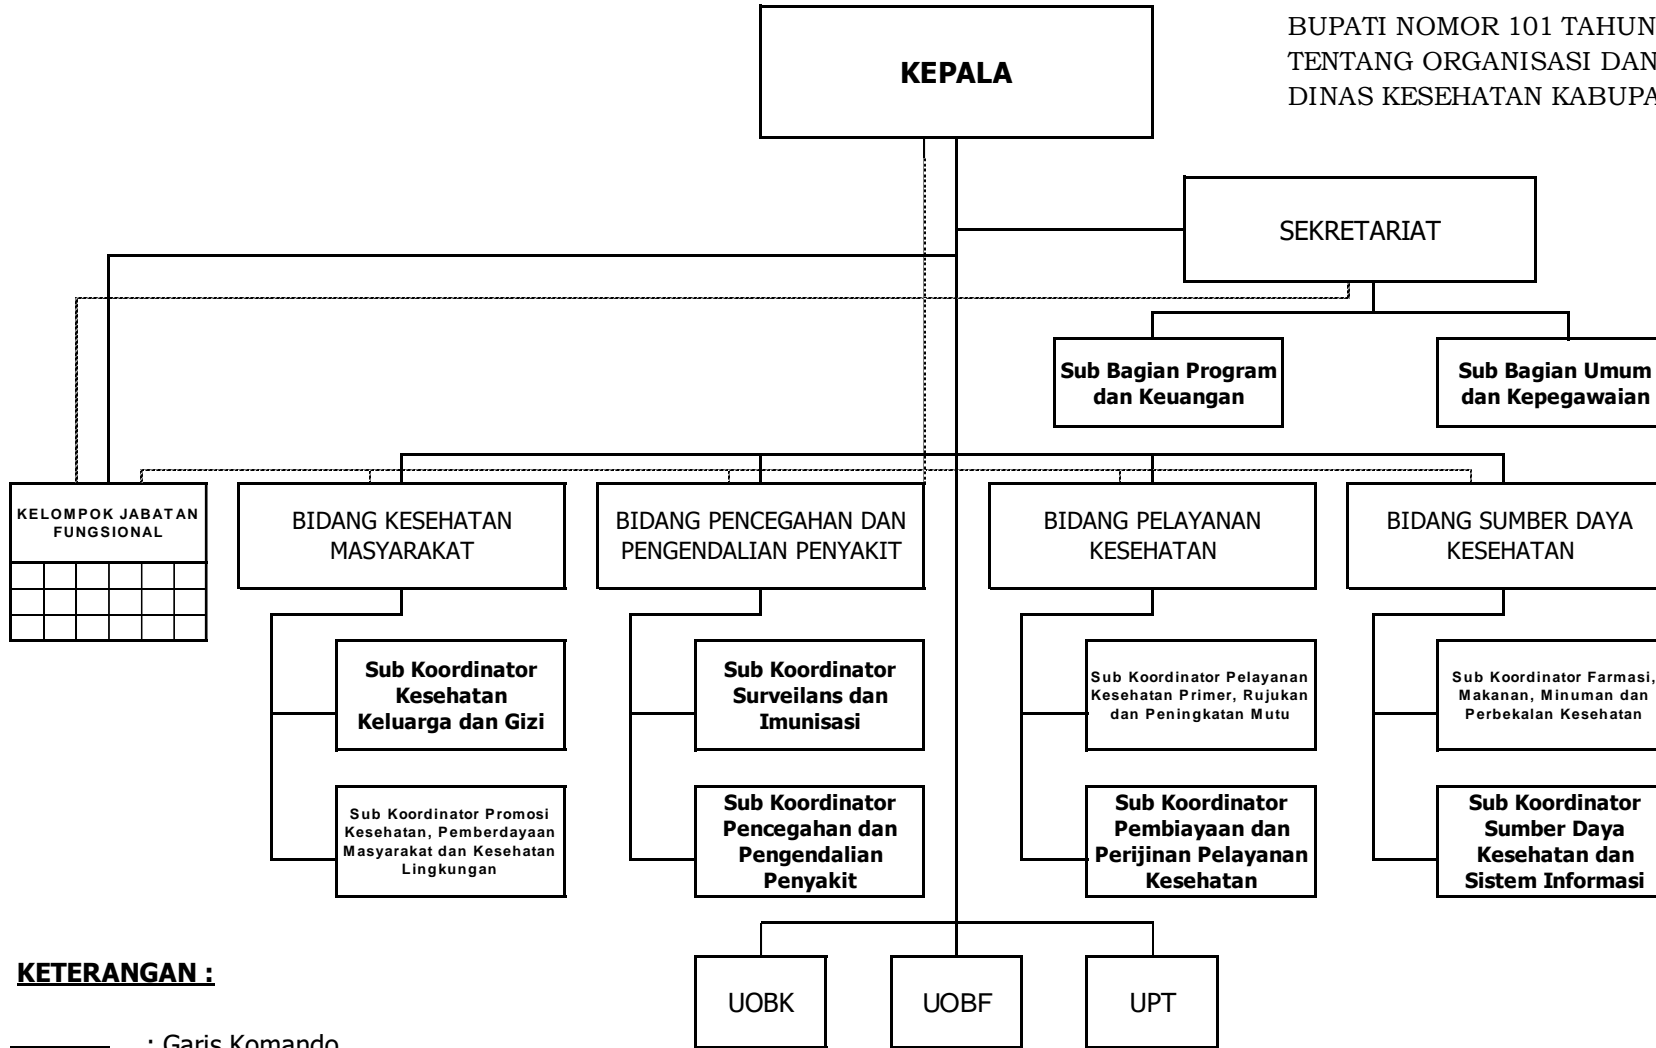 BUPATI NOMOR 101 TAHUN
TENTANG ORGANISASI DAN
DINAS KESEHATAN KABUPA
KEPALA
SEKRETARIAT
Sub Bagian Program
dan Keuangan
Sub Bagian Umum
dan Kepegawaian
KELOMPOK JABATAN
FUNGSIONAL
BIDANG KESEHATAN
MASYARAKAT
BIDANG PENCEGAHAN DAN
PENGENDALIAN PENYAKIT
BIDANG PELAYANAN
KESEHATAN
BIDANG SUMBER DAYA
KESEHATAN
Sub Koordinator
Kesehatan
Keluarga dan Gizi
Sub Koordinator
Surveilans dan
Imunisasi
Sub Koordinator Pelayanan
Kesehatan Primer, Rujukan
dan Peningkatan Mutu
Sub Koordinator Farmasi,
Makanan, Minuman dan
Perbekalan Kesehatan
Sub Koordinator Promosi
Kesehatan, Pemberdayaan
Masyarakat dan Kesehatan
Lingkungan
Sub Koordinator
Pencegahan dan
Pengendalian
Penyakit
Sub Koordinator
Pembiayaan dan
Perijinan Pelayanan
Kesehatan
Sub Koordinator
Sumber Daya
Kesehatan dan
Sistem Informasi
UOBK
UOBF
UPT
KETERANGAN :
: Garis Komando